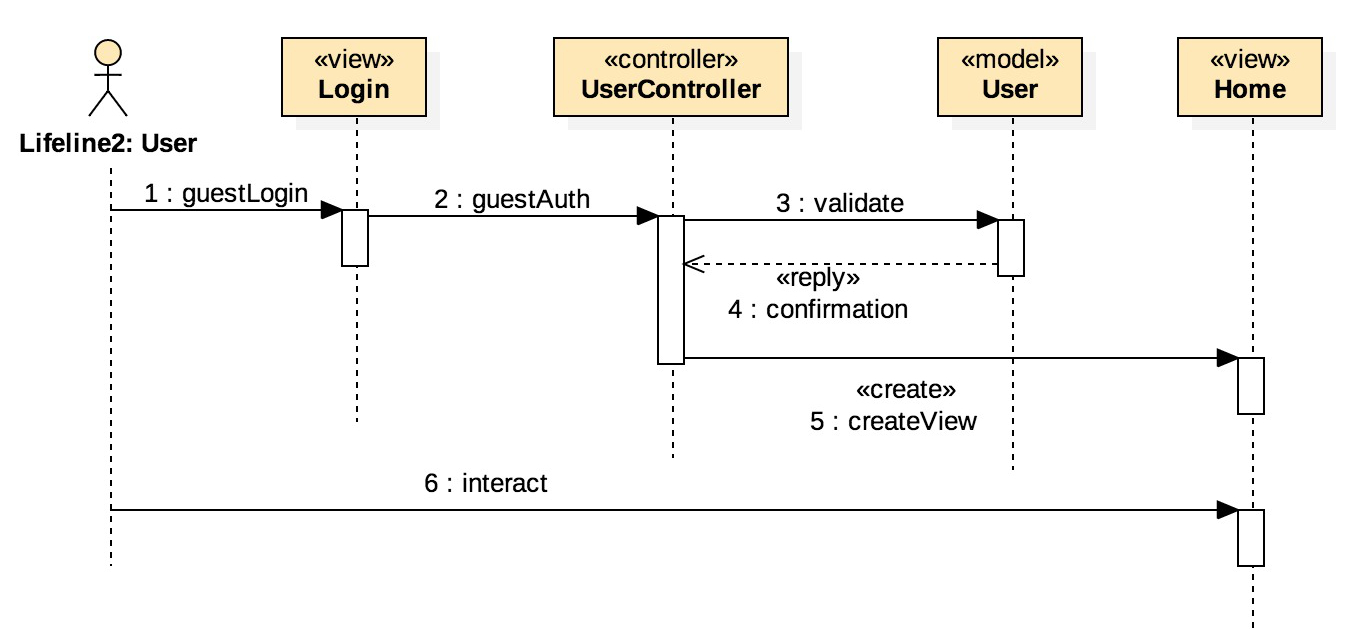 «view»
Login
«controller»
UserController
«model»
User
«view»
Home
Lifeline2: User
1 : guestLogin
2 : guestAuth
3 : validate
«reply»
4 : confirmation
«create»
5 : createView
6 : interact